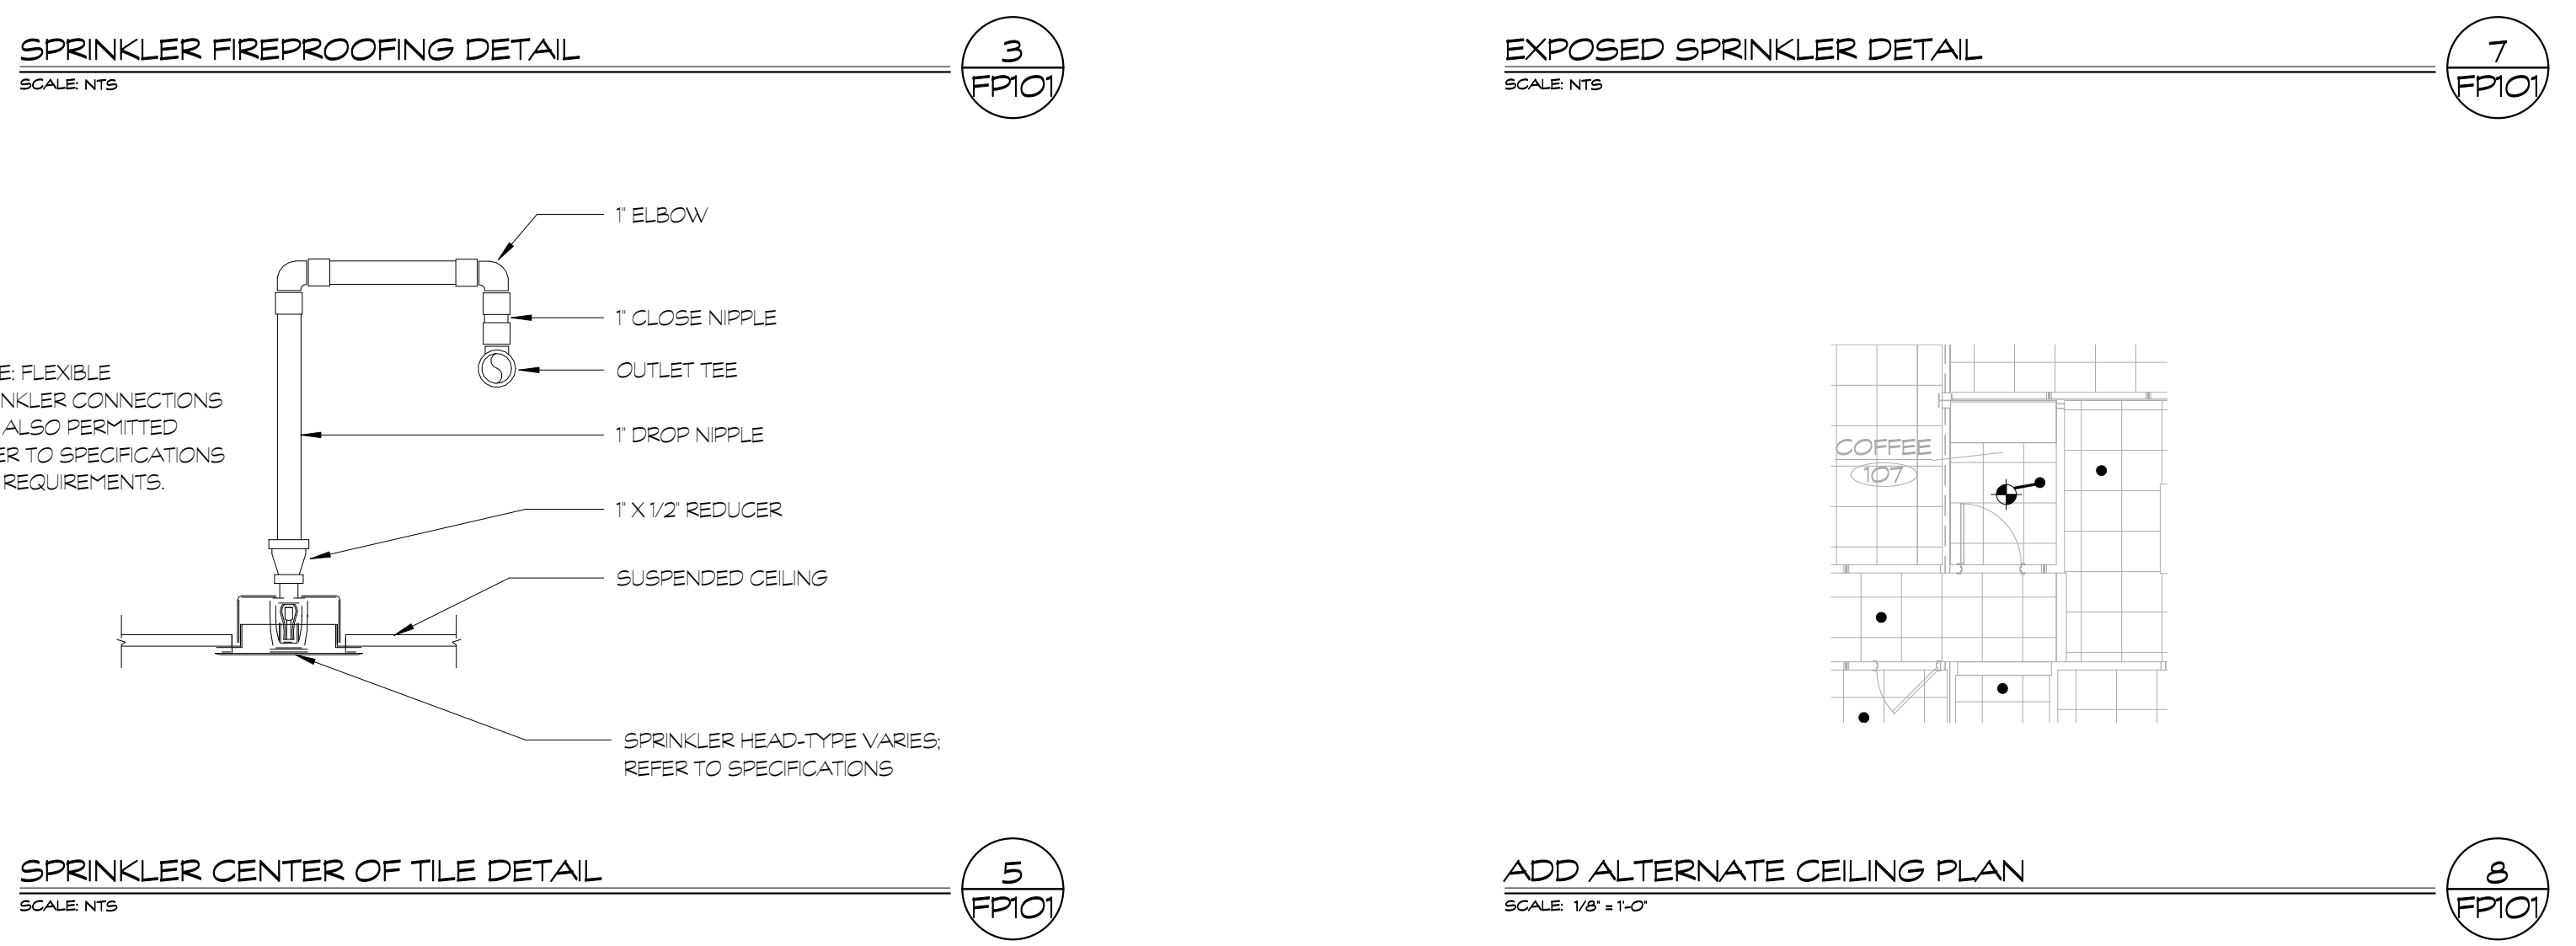 SPRINKLER FIREPROOFING DETAIL
SCALE: NTS
3
FP101
EXPOSED SPRINKLER DETAIL
SCALE: NTS
7
FP101
1" ELBOW
1" CLOSE NIPPLE
OUTLET TEE
1" DROP NIPPLE
1" X 1/2" REDUCER
SUSPENDED CEILING
SPRINKLER HEAD-TYPE VARIES;
REFER TO SPECIFICATIONS
E: FLEXIBLE
NKLER CONNECTIONS
ALSO PERMITTED
ER TO SPECIFICATIONS
REQUIREMENTS.
COFFEE
107
SPRINKLER CENTER OF TILE DETAIL
SCALE: NTS
5
FP101
ADD ALTERNATE CEILING PLAN
SCALE: 1/8" = 1'-0"
8
FP101